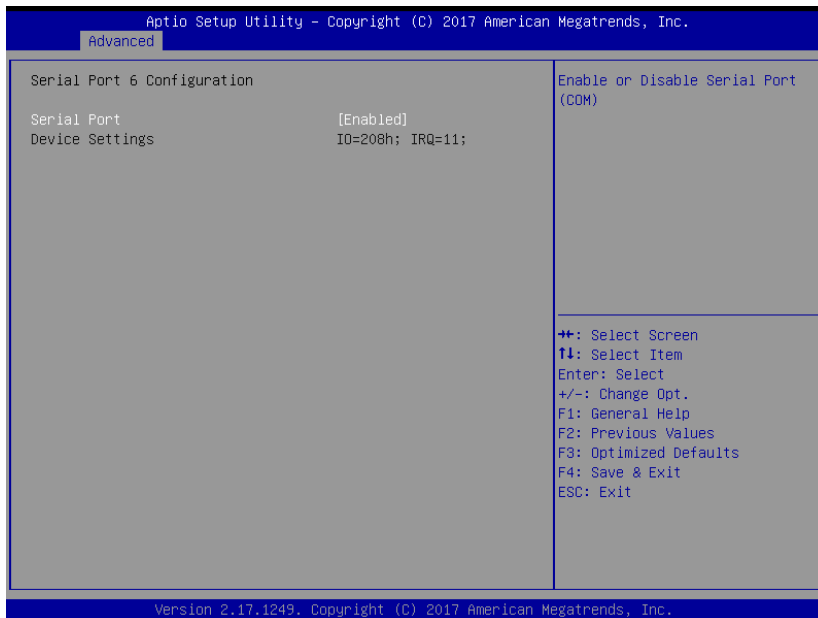 Aptio Setup Utility – Copyright (C) 2017 American Megatrends, Inc.
Advanced
Serial Port 6 Configuration
Serial Port [Enabled]
Device Settings IO=208h; IRQ=11;
Enable or Disable Serial Port
(COM)
→←: Select Screen
↑↓: Select Item
Enter: Select
+/-: Change Opt.
F1: General Help
F2: Previous Values
F3: Optimized Defaults
F4: Save & Exit
ESC: Exit
Version 2.17.1249. Copyright (C) 2017 American Megatrends, Inc.